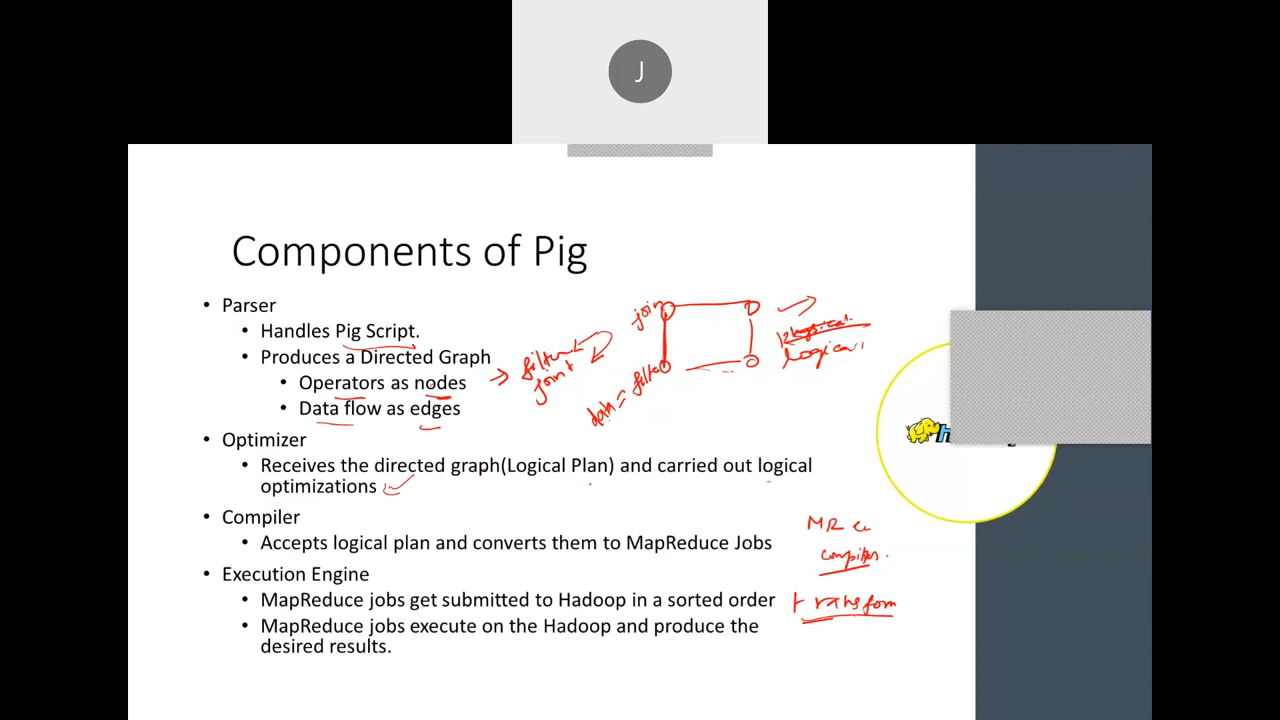 J
Components of Pig
• Parser
• Handles Pig Script.
• Produces a Directed Graph
• Operators as nodes
• Data flow as edges
filter
join
join
data = filter
Physical
Logical
• Optimizer
• Receives the directed graph(Logical Plan) and carried out logical
optimizations
• Compiler
• Accepts logical plan and converts them to MapReduce Jobs
MR
compiler.
• Execution Engine
• MapReduce jobs get submitted to Hadoop in a sorted order
transform
• MapReduce jobs execute on the Hadoop and produce the
desired results.